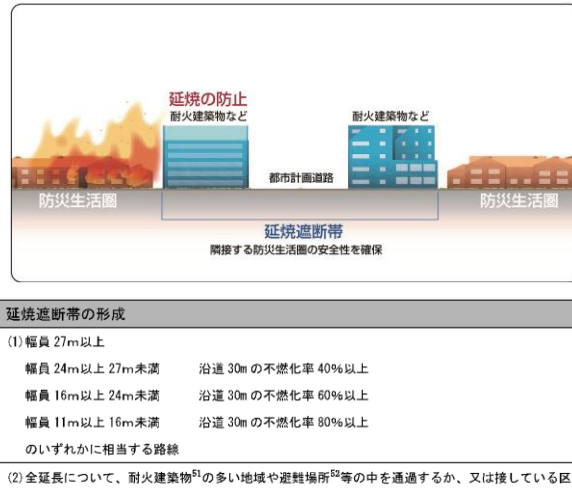 延焼の防止
耐火建築物など
耐火建築物など
都市計画道路
防災生活圏
防災生活圏
延焼遮断帯
隣接する防災生活圏の安全性を確保
延焼遮断帯の形成
(1)幅員 27m以上
幅員 24m以上 27m未満 沿道 30m の不燃化率 40%以上
幅員 16m以上 24m未満 沿道 30m の不燃化率 60%以上
幅員 11m以上 16m未満 沿道 30m の不燃化率 80%以上
のいずれかに相当する路線
(2)全延長について、耐火建築物51の多い地域や避難場所52等の中を通過するか、又は接している区